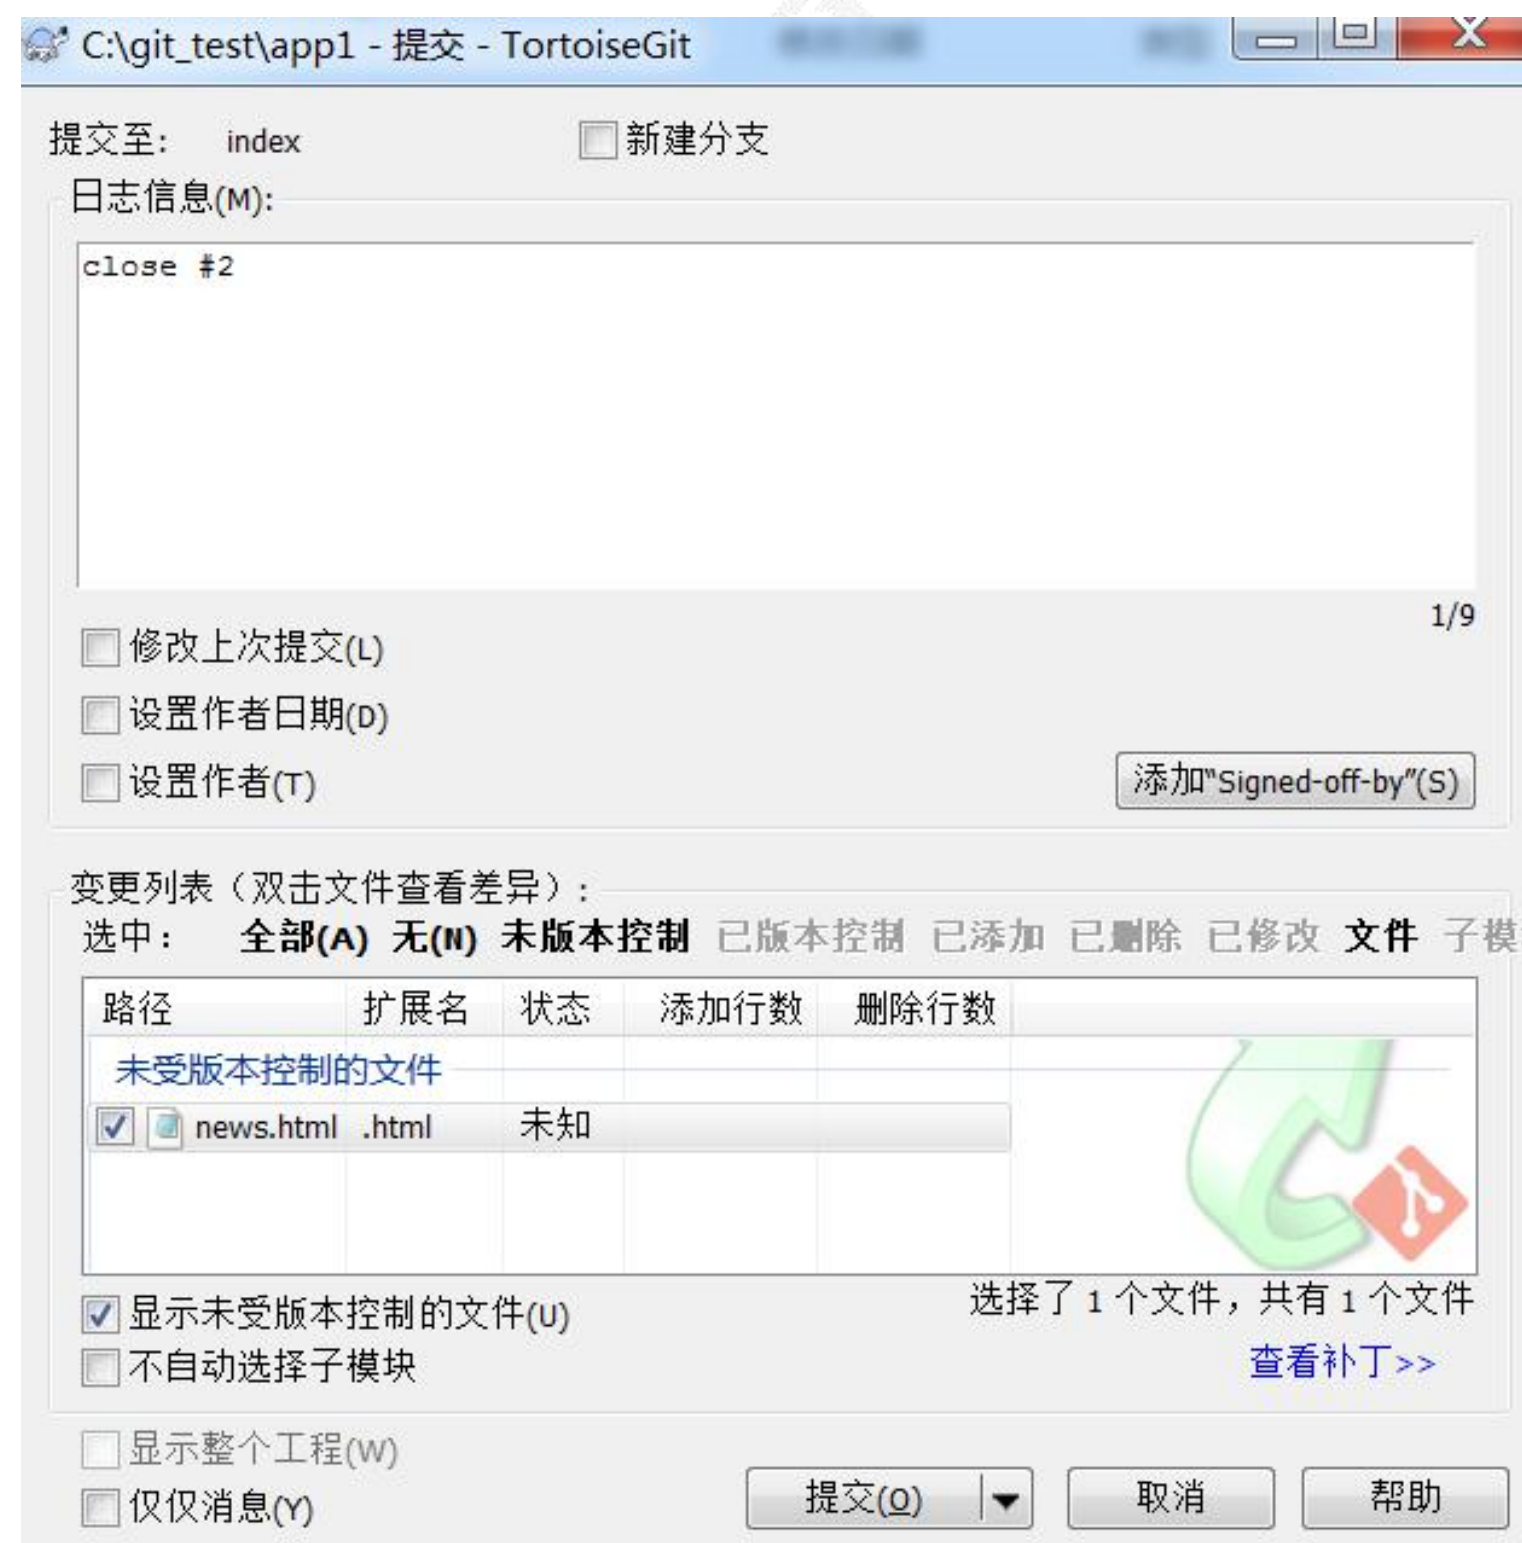 C:\git_test\app1 - 提交 - TortoiseGit
提交至: index 新建分支
日志信息(M):
close #2
1/9
修改上次提交(L)
设置作者日期(D)
设置作者(T)
添加"Signed-off-by"(S)
变更列表（双击文件查看差异）:
选中: 全部(A) 无(N) 未版本控制 已版本控制 已添加 已删除 已修改 文件 子模
路径 扩展名 状态 添加行数 删除行数
未受版本控制的文件
news.html .html 未知
显示未受版本控制的文件(U)
选择了 1 个文件，共有 1 个文件
不自动选择子模块
查看补丁>>
显示整个工程(W)
仅仅消息(Y)
提交(O) 取消 帮助